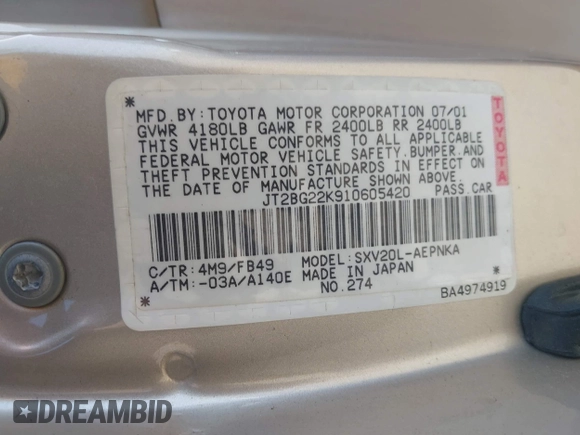 MFD.BY:TOYOTA MOTOR CORPORATION 07/01
GVWR 4180LB GAWR FR 2400LB RR 2400LB
THIS VEHICLE CONFORMS TO ALL APPLICABLE
FEDERAL MOTOR VEHICLE SAFETY,BUMPER,AND
THEFT PREVENTION STANDARDS IN EFFECT ON
THE DATE OF MANUFACTURE SHOWN ABOVE.
JT2BG22K910605420 PASS.CAR
C/TR:4M9/FB49 MODEL:SXV20L-AEPNKA
A/TM:-03A/A140E MADE IN JAPAN
NO.274 BA4974919
TOYOTA
DREAMBID